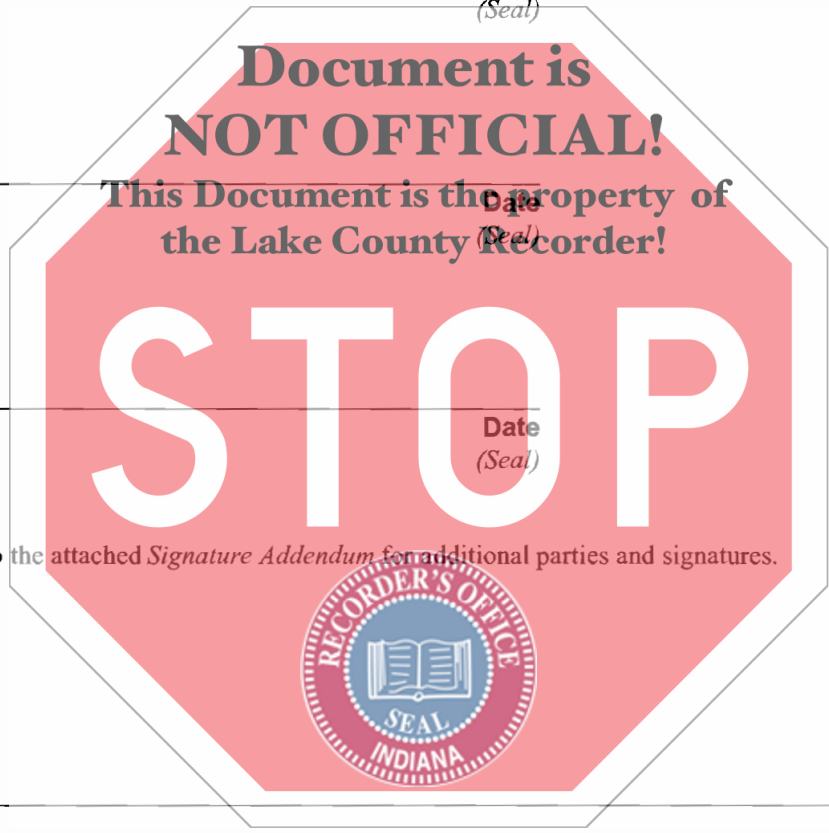 (Seal)
Document is
NOT OFFICIAL!
This Document is the property of
Date
the Lake County Recorder!
(Seal)
STOP
Date
(Seal)
the attached Signature Addendum for additional parties and signatures.
RECORDER'S OFFICE
SEAL
INDIANA